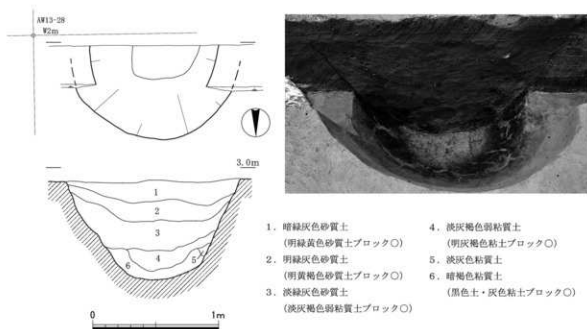 AW13-28
W2m
3.0m
1
2
3
4
5
6
0
1m
1. 暗緑灰色砂質土
(明緑黄色砂質土ブロック○)
2. 明緑灰色砂質土
(明黄褐色砂質土ブロック○)
3. 淡緑灰色砂質土
(淡灰褐色弱粘質土ブロック○)
4. 淡灰褐色弱粘質土
(明灰褐色粘土ブロック○)
5. 淡灰色粘質土
6. 暗褐色粘質土
(黒色土・灰色粘土ブロック○)